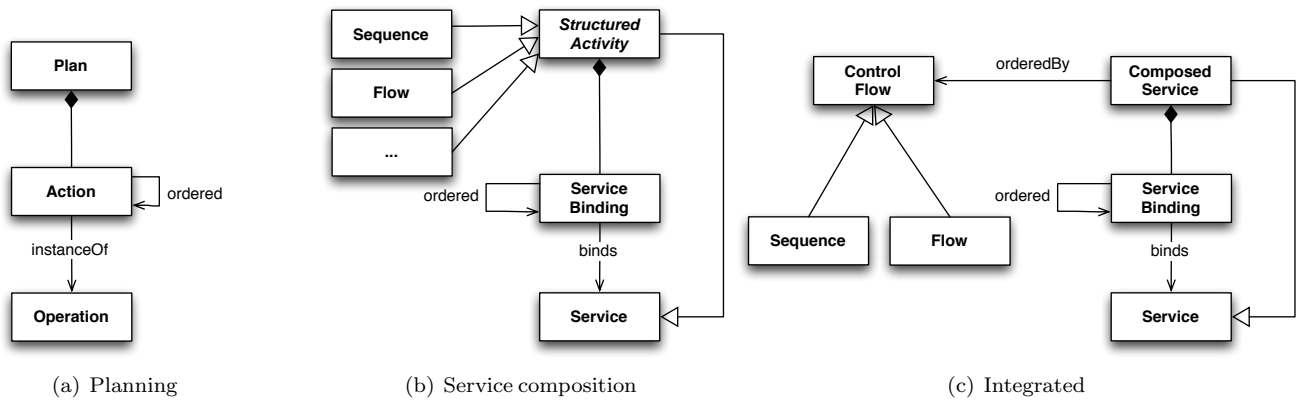 Plan
Action
ordered
instanceOf
Operation
(a) Planning
Sequence
Flow
...
Structured
Activity
ordered
Service
Binding
binds
Service
(b) Service composition
Control
Flow
orderedBy
Composed
Service
Sequence
Flow
ordered
Service
Binding
binds
Service
(c) Integrated